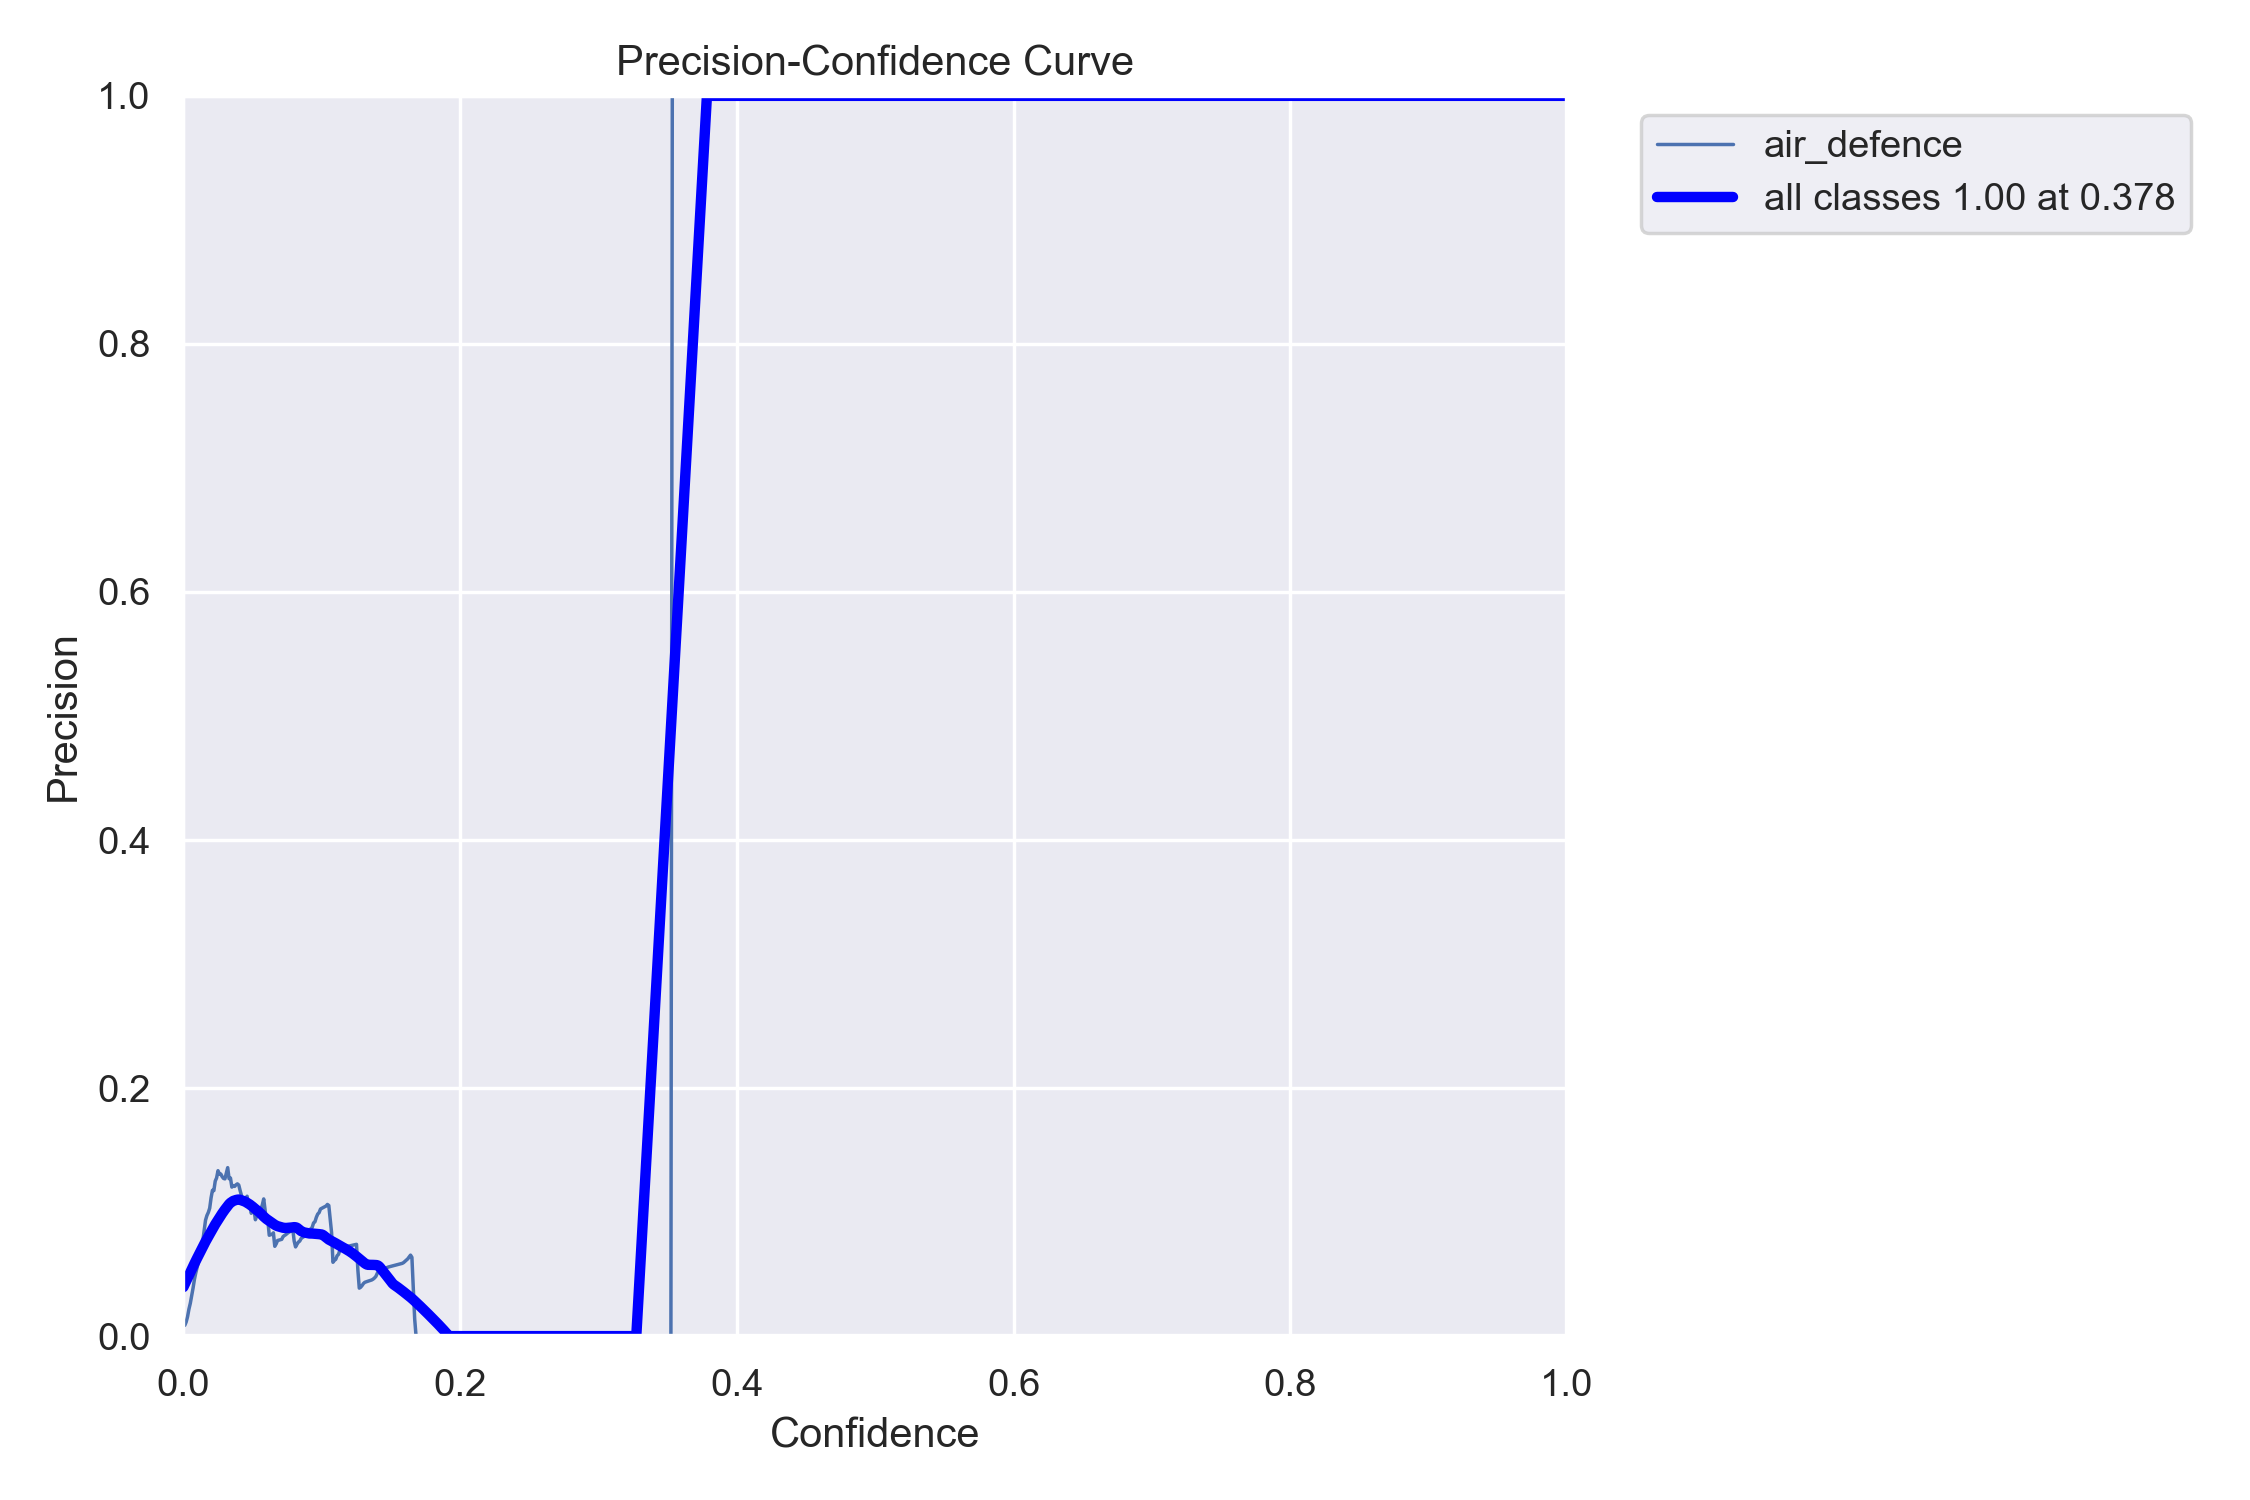 Precision-Confidence Curve
1.0
0.8
0.6
0.4
0.2
0.0
Precision
0.0 0.2 0.4 0.6 0.8 1.0
Confidence
air_defence
all classes 1.00 at 0.378